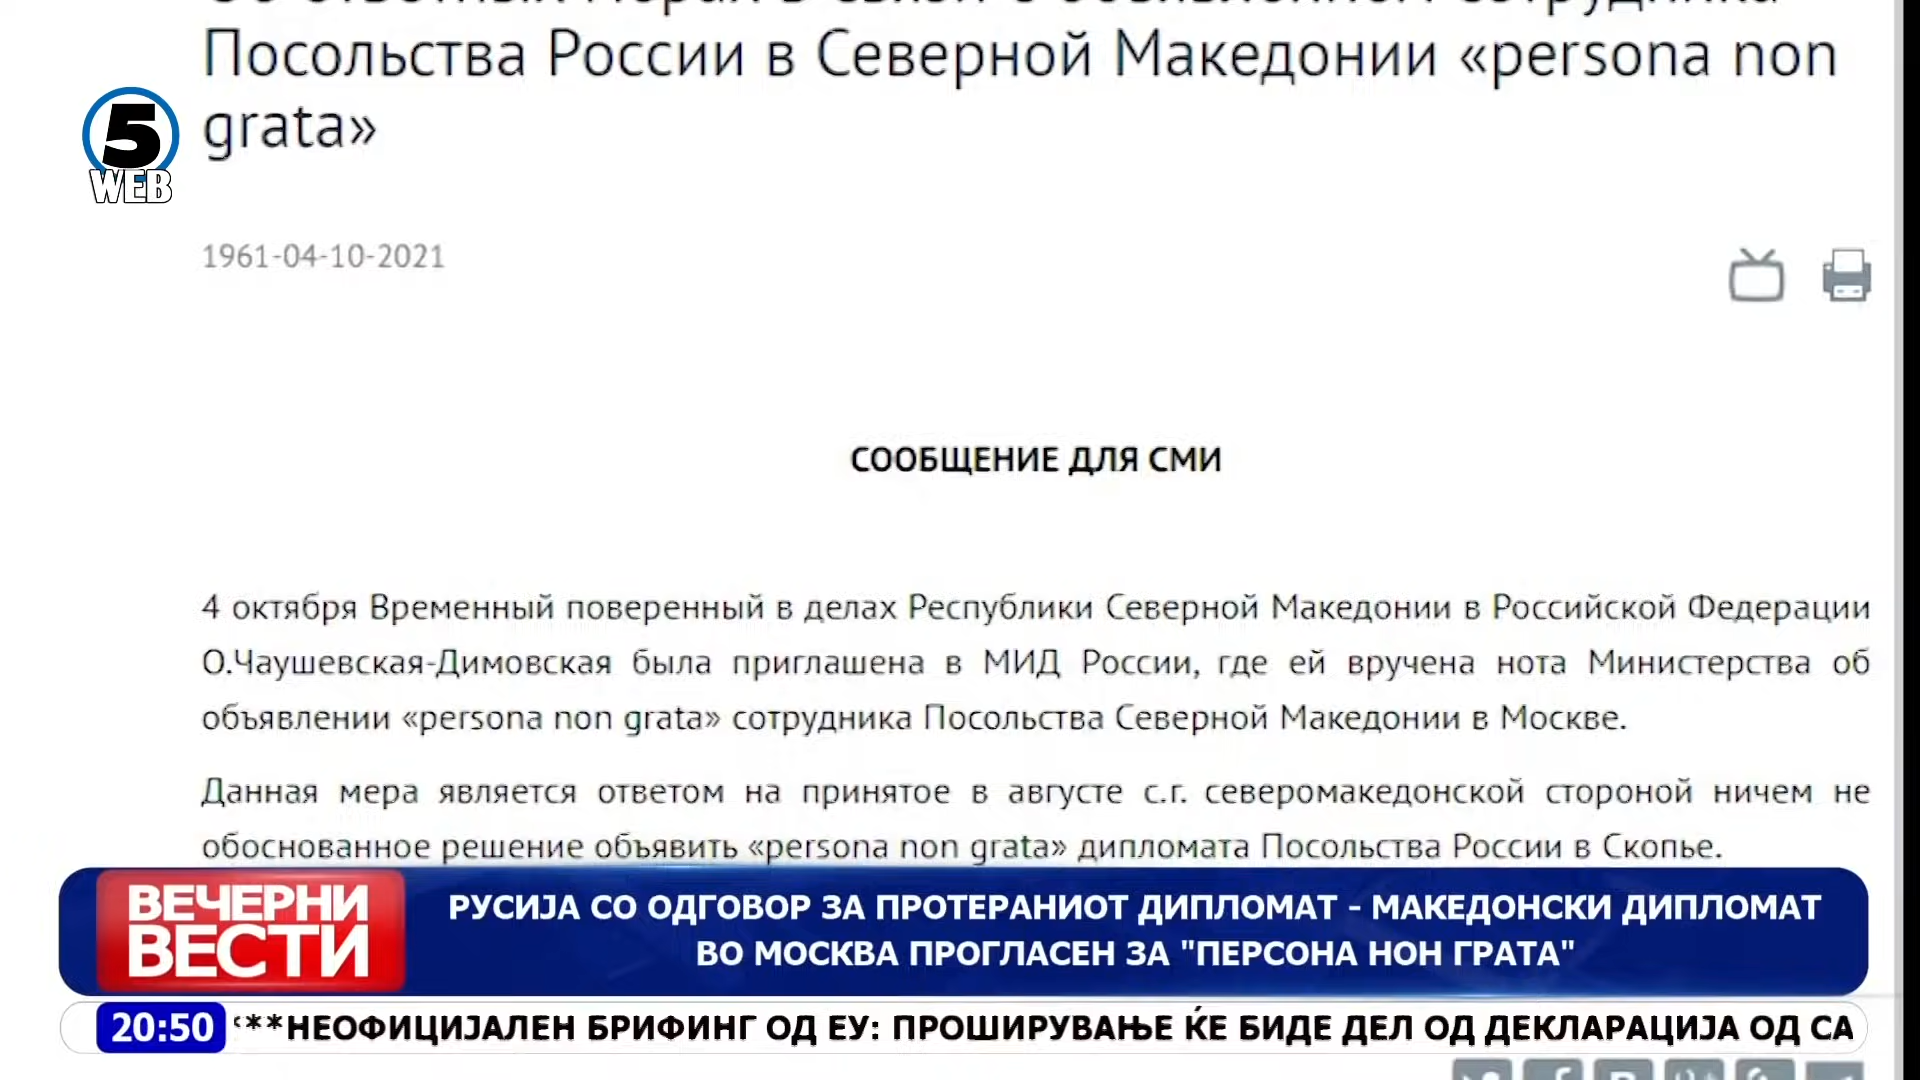 Посольства России в Северной Македонии «persona non
grata»
5
WEB
1961-04-10-2021
СООБЩЕНИЕ ДЛЯ СМИ
4 октября Временный поверенный в делах Республики Северной Македонии в Российской Федерации
О.Чаушевская-Димовская была приглашена в МИД России, где ей вручена нота Министерства об
объявлении «persona non grata» сотрудника Посольства Северной Македонии в Москве.
Данная мера является ответом на принятое в августе с.г. северомакедонской стороной ничем не
обоснованное решение объявить «persona non grata» дипломата Посольства России в Скопье.
ВЕЧЕРНИ
ВЕСТИ
РУСИЈА СО ОДГОВОР ЗА ПРОТЕРАНИОТ ДИПЛОМАТ - МАКЕДОНСКИ ДИПЛОМАТ
ВО МОСКВА ПРОГЛАСЕН ЗА "ПЕРСОНА НОН ГРАТА"
20:50
***НЕОФИЦИЈАЛЕН БРИФИНГ ОД ЕУ: ПРОШИРУВАЊЕ ЌЕ БИДЕ ДЕЛ ОД ДЕКЛАРАЦИЈА ОД СА